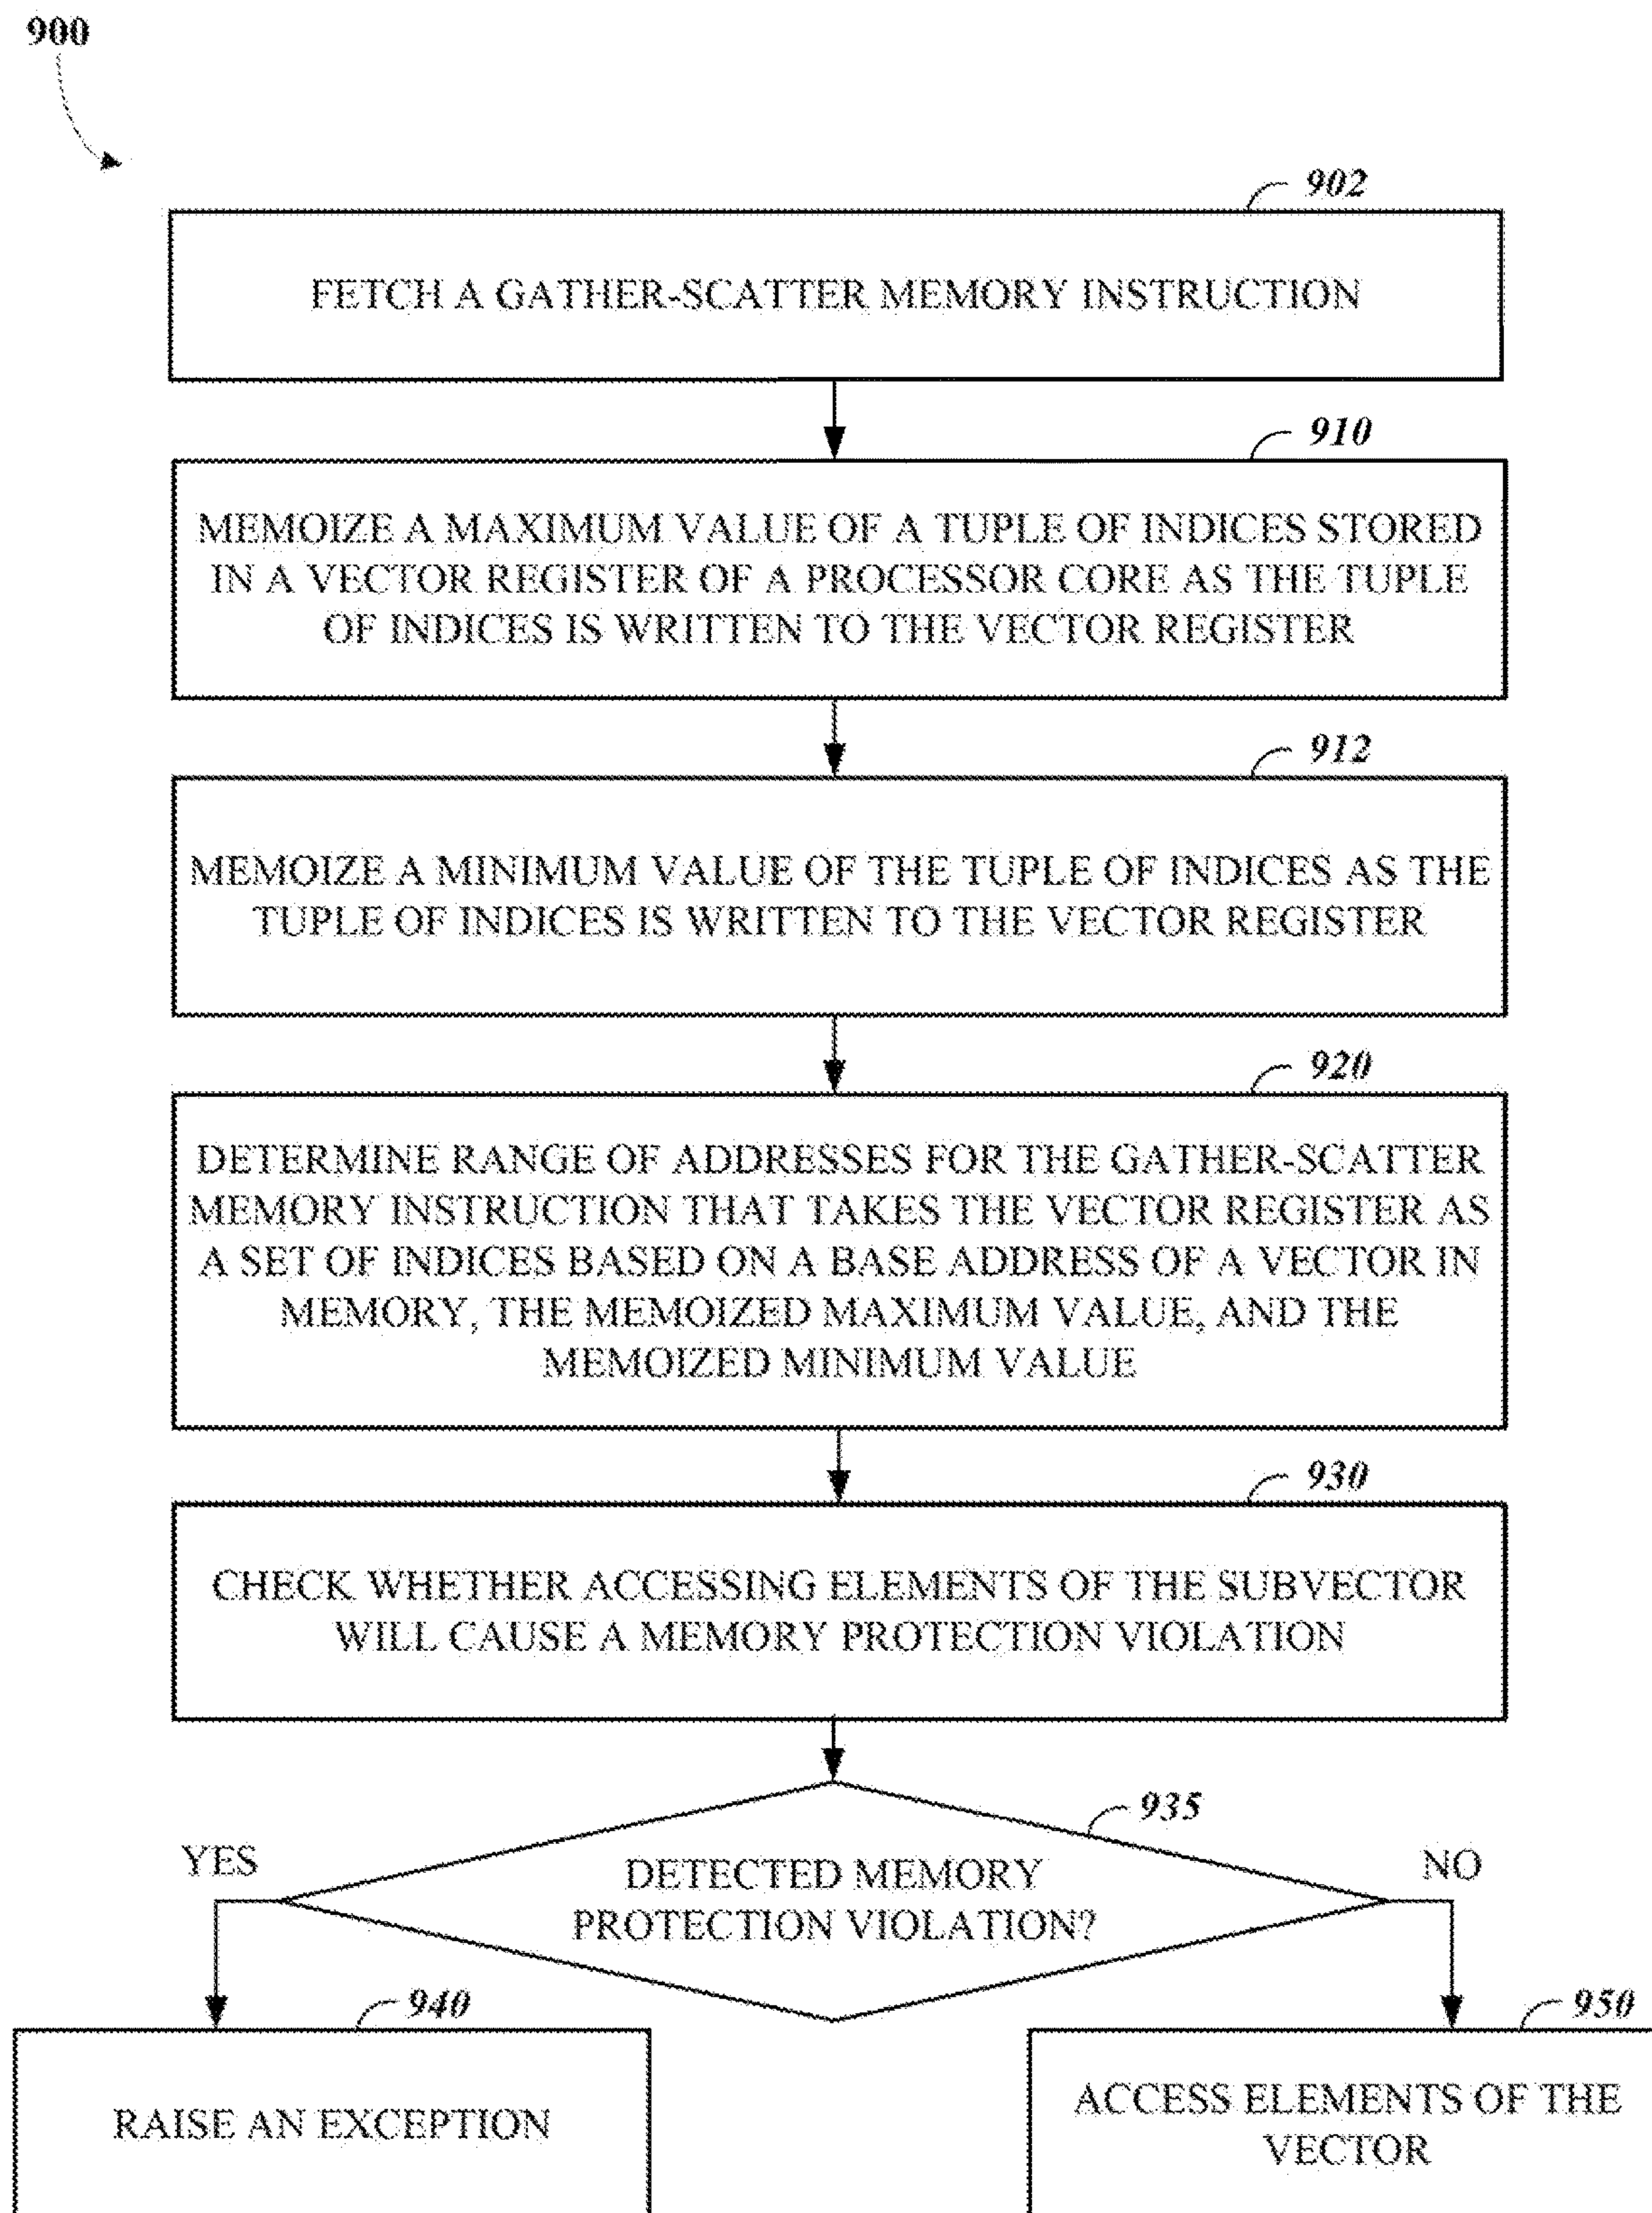 900
902
FETCH A GATHER-SCATTER MEMORY INSTRUCTION
910
MEMOIZE A MAXIMUM VALUE OF A TUPLE OF INDICES STORED
IN A VECTOR REGISTER OF A PROCESSOR CORE AS THE TUPLE
OF INDICES IS WRITTEN TO THE VECTOR REGISTER
912
MEMOIZE A MINIMUM VALUE OF THE TUPLE OF INDICES AS THE
TUPLE OF INDICES IS WRITTEN TO THE VECTOR REGISTER
920
DETERMINE RANGE OF ADDRESSES FOR THE GATHER-SCATTER
MEMORY INSTRUCTION THAT TAKES THE VECTOR REGISTER AS
A SET OF INDICES BASED ON A BASE ADDRESS OF A VECTOR IN
MEMORY, THE MEMOIZED MAXIMUM VALUE, AND THE
MEMOIZED MINIMUM VALUE
930
CHECK WHETHER ACCESSING ELEMENTS OF THE SUBVECTOR
WILL CAUSE A MEMORY PROTECTION VIOLATION
935
YES
DETECTED MEMORY
PROTECTION VIOLATION?
NO
940
RAISE AN EXCEPTION
950
ACCESS ELEMENTS OF THE
VECTOR